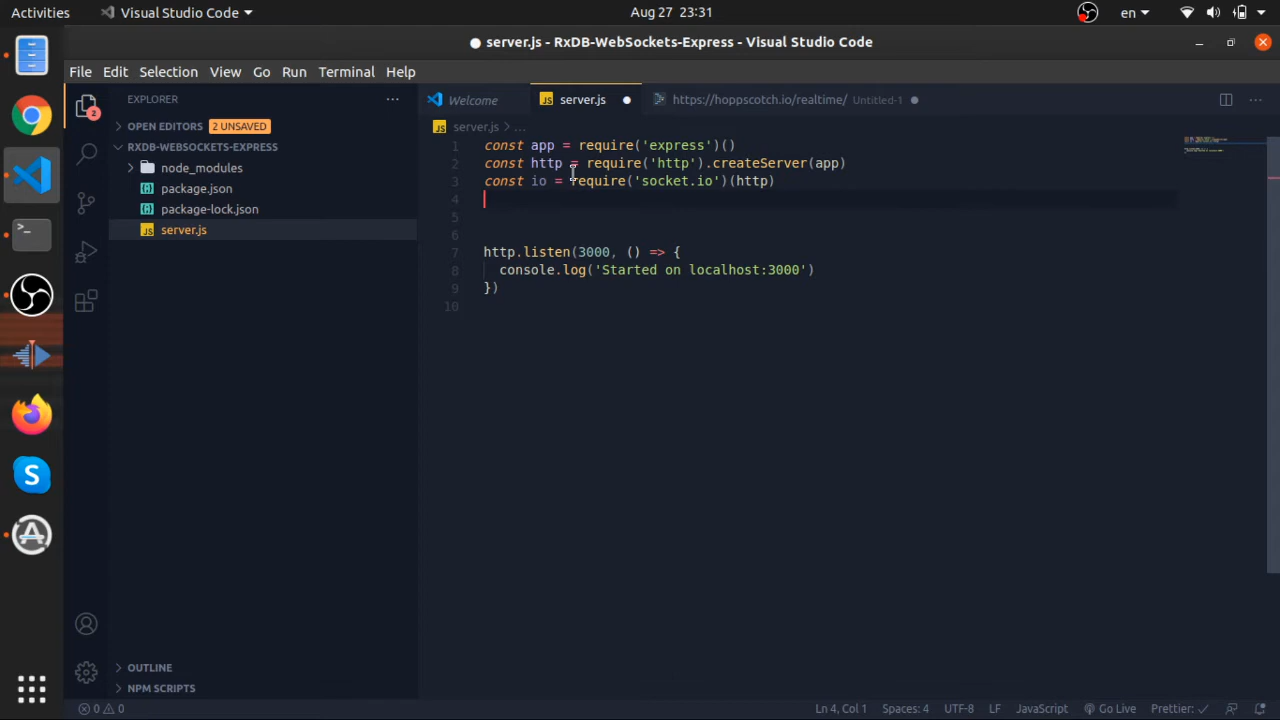 Activities
Visual Studio Code
Aug 27 23:31
en
server.js - RxDB-WebSockets-Express - Visual Studio Code
File Edit Selection View Go Run Terminal Help
EXPLORER
Welcome
JS server.js
https://hoppscotch.io/realtime/ Untitled-1
2
OPEN EDITORS 2 UNSAVED
JS server.js > ...
RXDB-WEBSOCKETS-EXPRESS
node_modules
package.json
package-lock.json
JS server.js
1 const app = require('express')()
2 const http = require('http').createServer(app)
3 const io = require('socket.io')(http)
4
5
6
7 http.listen(3000, () => {
8 console.log('Started on localhost:3000')
9 })
10
S
A
OUTLINE
NPM SCRIPTS
0 0
Ln 4, Col 1 Spaces: 4 UTF-8 LF JavaScript Go Live Prettier: ✓